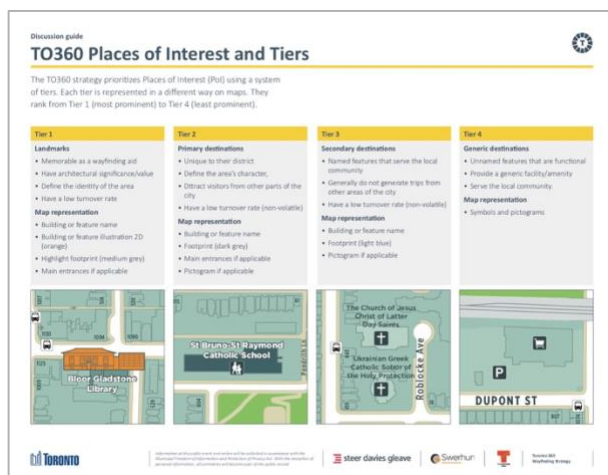 Discussion guide
TO360 Places of Interest and Tiers
The TO360 strategy prioritizes Places of Interest (PoI) using a system
of tiers. Each tier is represented in a different way on maps. They
rank from Tier 1 (most prominent) to Tier 4 (least prominent).
Tier 1
Landmarks
• Memorable as a wayfinding aid
• Have architectural significance/value
• Define the identity of the area
• Have a low turnover rate
Map representation
• Building or feature name
• Building or feature illustration 2D
(orange)
• Highlight footprint (medium grey)
• Main entrances if applicable
Tier 2
Primary destinations
• Unique to their district
• Define the area's character,
• Dttract visitors from other parts of the
city
• Have a low turnover rate (non-volatile)
Map representation
• Building or feature name
• Footprint (dark grey)
• Main entrances if applicable
• Pictogram if applicable
Tier 3
Secondary destinations
• Named features that serve the local
community
• Generally do not generate trips from
other areas of the city
• Have a low turnover rate (non-volatile)
Map representation
• Building or feature name
• Footprint (light blue)
• Pictogram if applicable
Tier 4
Generic destinations
• Unnamed features that are functional
• Provide a generic facility/amenity
• Serve the local community.
Map representation
• Symbols and pictograms
Bloor Gladstone
Library
St Bruno-St Raymond
Catholic School
The Church of Jesus
Christ of Latter
Day Saints
Ukrainian Greek
Catholic Sobor of
the Holy Protection
Roblocke Ave
P
DUPONT ST
TORONTO
steer davies gleave
Swerhun
T
Toronto 360
Wayfinding Strategy